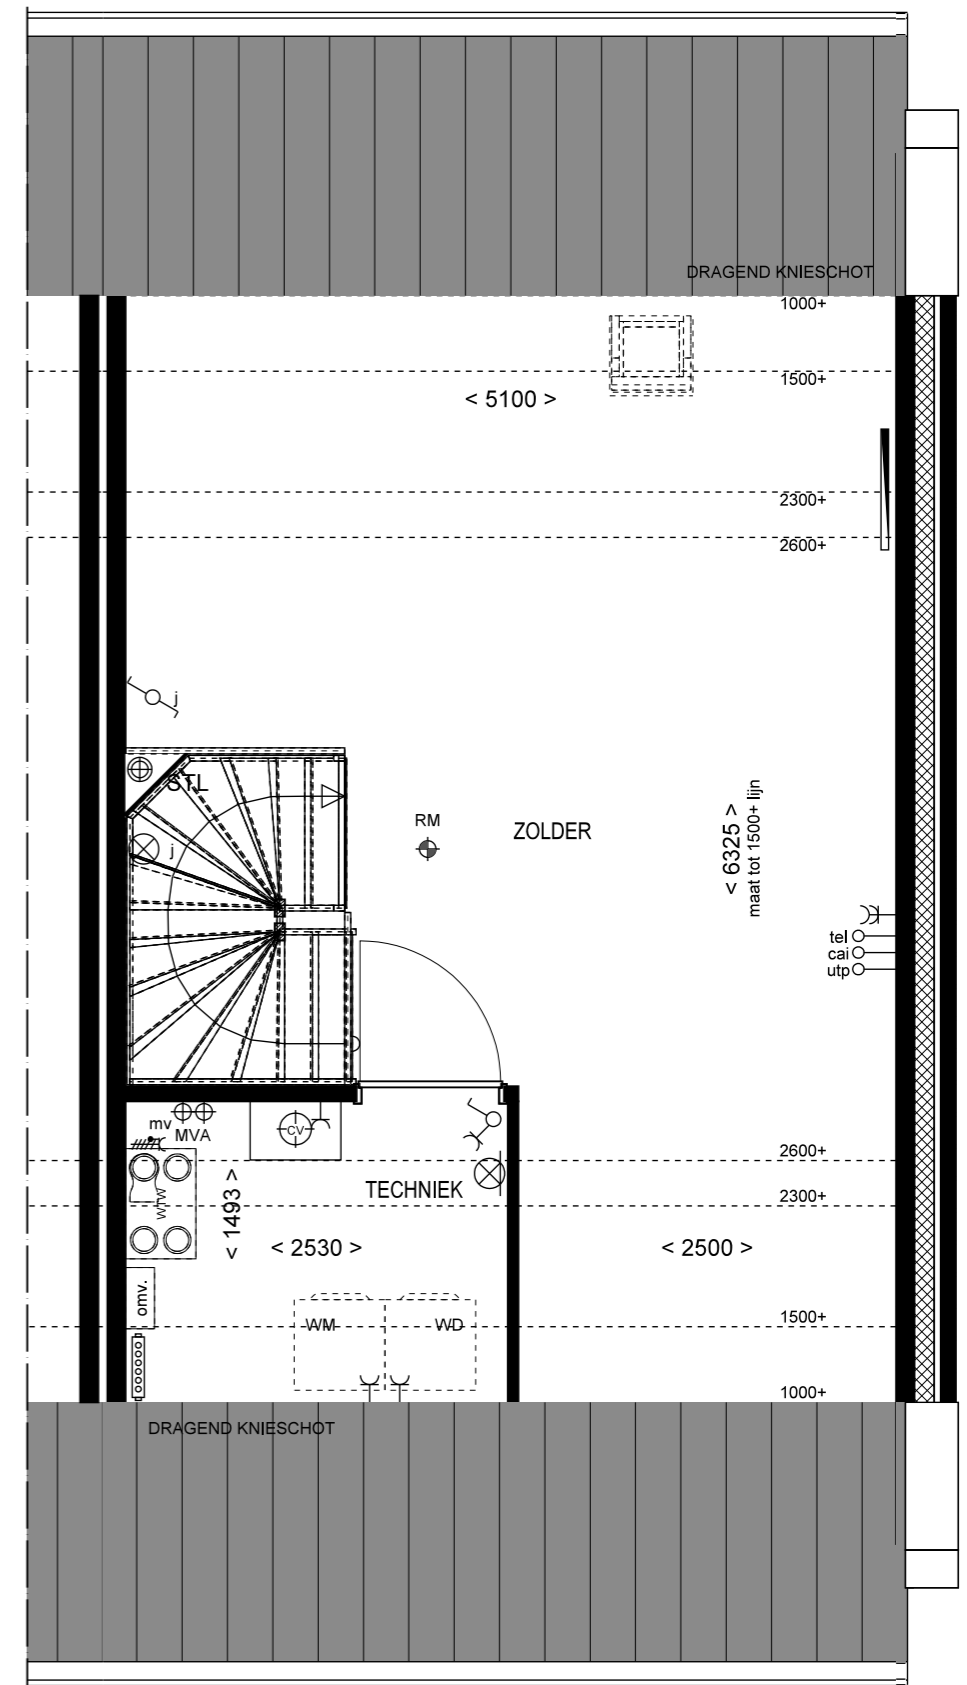 DRAGEND KNIESCHOT
1000+
1500+
< 5100 >
2300+
2600+
j
STL
j
RM
ZOLDER
< 6325 >
maat tot 1500+ lijn
tel
cai
utp
mv
MVA
CV
WTW
< 1493 >
TECHNIEK
2600+
2300+
< 2530 >
< 2500 >
omv.
WM
WD
1500+
1000+
DRAGEND KNIESCHOT